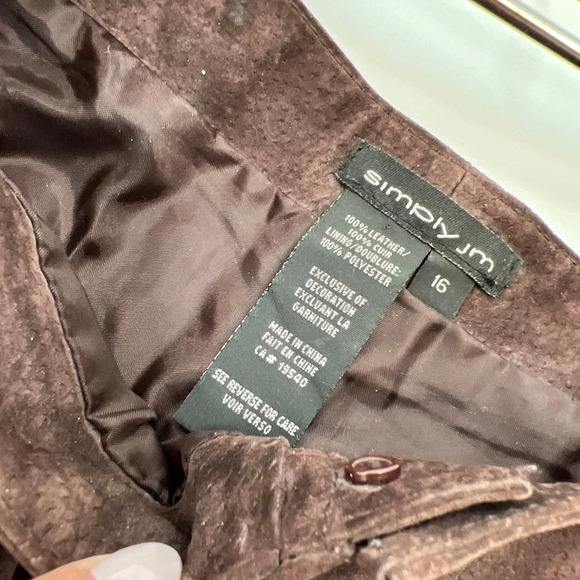 simply jm
16
100% LEATHER/
100% CUIR
LINING/DOUBLURE:
100% POLYESTER
EXCLUSIVE OF
DECORATION
EXCLUANT LA
GARNITURE
MADE IN CHINA
FAIT EN CHINE
CA# 19540
SEE REVERSE FOR CARE
VOIR VERSO